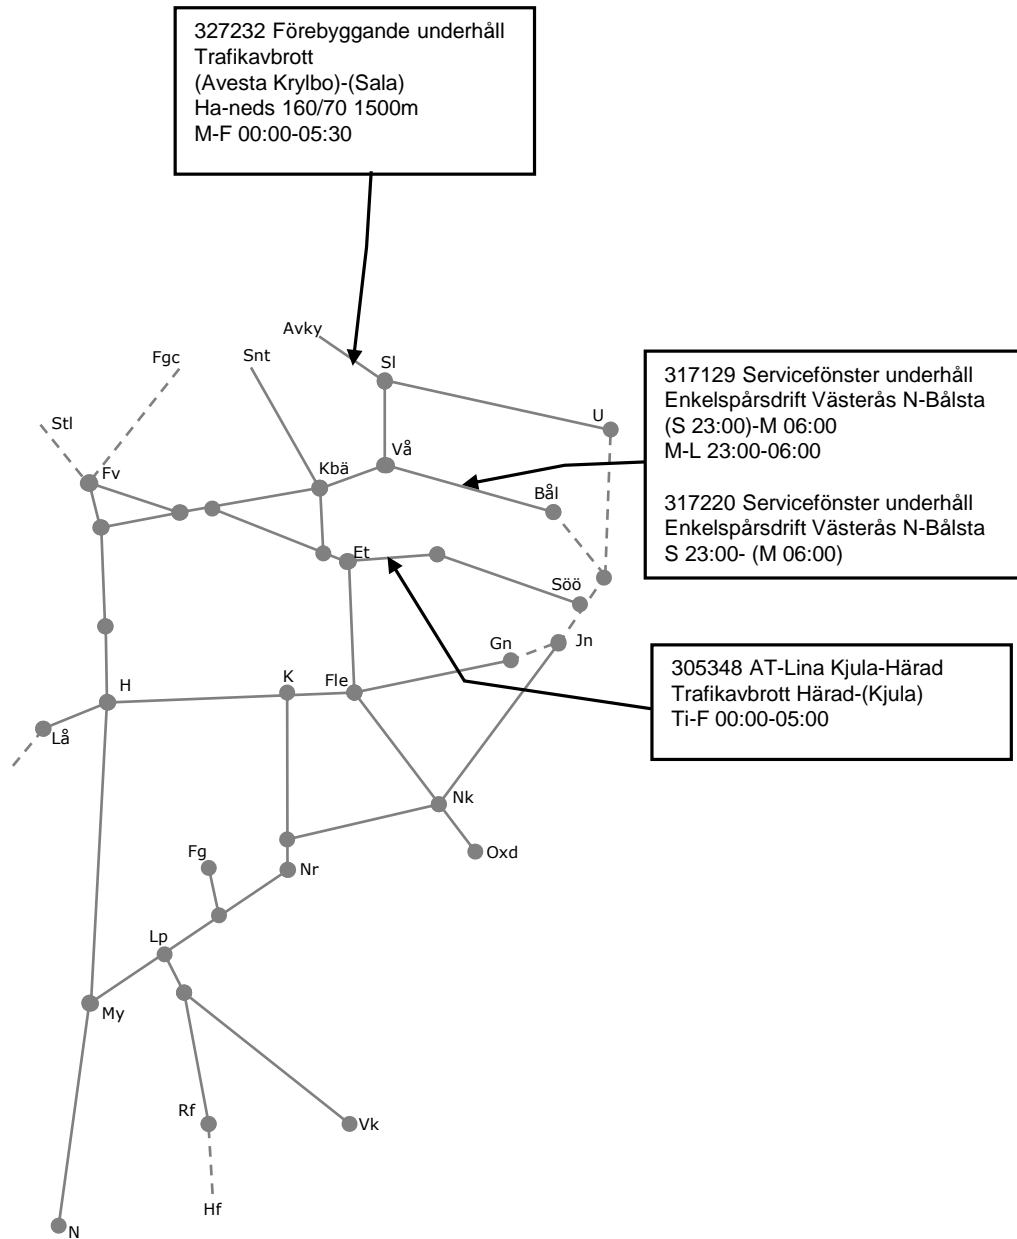 327232 Förebyggande underhåll
Trafikavbrott
(Avesta Krylbo)-(Sala)
Ha-neds 160/70 1500m
M-F 00:00-05:30
Avky
Snt
Fgc
Sl
317129 Servicefönster underhåll
Enkelspårsdrift Västerås N-Bålsta
(S 23:00)-M 06:00
M-L 23:00-06:00
317220 Servicefönster underhåll
Enkelspårsdrift Västerås N-Bålsta
S 23:00- (M 06:00)
Stl
U
Vå
Fv
Kbä
Bål
Et
Söö
Gn
Jn
305348 AT-Lina Kjula-Härad
Trafikavbrott Härad-(Kjula)
Ti-F 00:00-05:00
H
K
Fle
Lå
Nk
Fg
Oxd
Nr
Lp
My
Rf
Vk
Hf
N